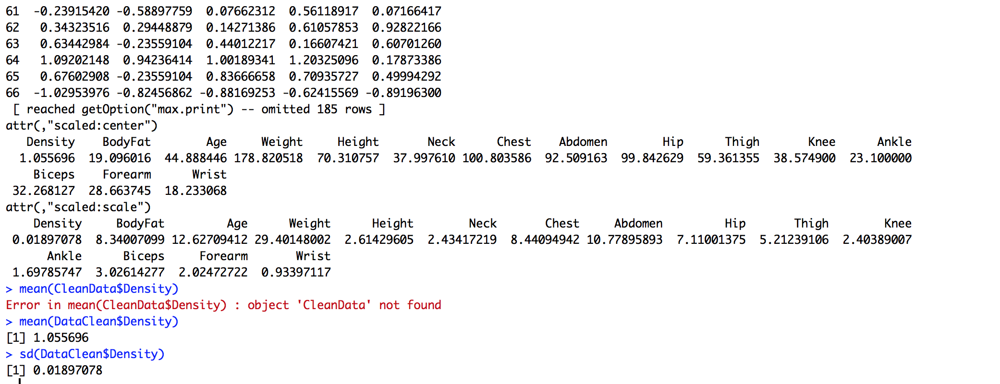 61  -0.23915420 -0.58897759  0.07662312  0.56118917  0.07166417
62   0.34323516  0.29448879  0.14271386  0.61057853  0.92822166
63   0.63442984 -0.23559104  0.44012217  0.16607421  0.60701260
64   1.09202148  0.94236414  1.00189341  1.20325096  0.17873386
65   0.67602908 -0.23559104  0.83666658  0.70935727  0.49994292
66  -1.02953976 -0.82456862 -0.88169253 -0.62415569 -0.89196300
 [ reached getOption("max.print") -- omitted 185 rows ]
attr(,"scaled:center")
   Density    BodyFat        Age     Weight     Height       Neck      Chest    Abdomen        Hip      Thigh       Knee      Ankle
  1.055696  19.096016  44.888446 178.820518  70.310757  37.997610 100.803586  92.509163  99.842629  59.361355  38.574900  23.100000
    Biceps    Forearm      Wrist
 32.268127  28.663745  18.233068
attr(,"scaled:scale")
    Density     BodyFat         Age      Weight      Height        Neck       Chest     Abdomen         Hip       Thigh        Knee
 0.01897078  8.34007099 12.62709412 29.40148002  2.61429605  2.43417219  8.44094942 10.77895893  7.11001375  5.21239106  2.40389007
      Ankle      Biceps     Forearm       Wrist
 1.69785747  3.02614277  2.02472722  0.93397117
> mean(CleanData$Density)
Error in mean(CleanData$Density) : object 'CleanData' not found
> mean(DataClean$Density)
[1] 1.055696
> sd(DataClean$Density)
[1] 0.01897078